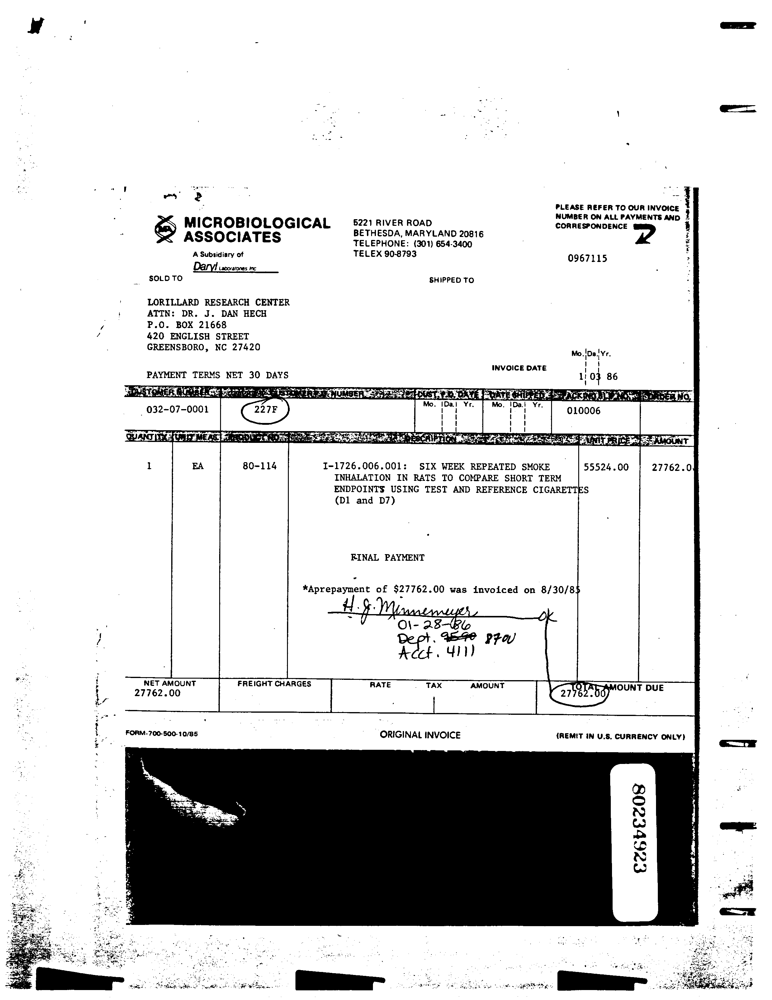 PLEASE REFER TO OUR INVOICE
NUMBER ON ALL PAYMENTS AND
CORRESPONDENCE
MICROBIOLOGICAL
ASSOCIATES
5221 RIVER ROAD
BETHESDA, MARYLAND 20816
TELEPHONE: (301) 654-3400
TELEX 90-8793
A Subsidiary of
Daryl Laboratories Inc
0967115
SOLD TO
SHIPPED TO
LORILLARD RESEARCH CENTER
ATTN: DR. J. DAN HECH
P.O. BOX 21668
420 ENGLISH STREET
GREENSBORO, NC 27420
Mo. Da. Yr.
INVOICE DATE
1 03 86
PAYMENT TERMS NET 30 DAYS
CUSTOMER NUMBER NUMBER CUST. P.O. DATE DATE SHIPPED PACKING SLIP NO. ORDER NO.
Mo. Da. Yr. Mo. Da. Yr.
032-07-0001 227F 010006
QUANTITY UNIT MEAS. PRODUCT NO. DESCRIPTION UNIT PRICE AMOUNT
1 EA 80-114 I-1726.006.001: SIX WEEK REPEATED SMOKE 55524.00 27762.0
INHALATION IN RATS TO COMPARE SHORT TERM
ENDPOINTS USING TEST AND REFERENCE CIGARETTES
(D1 and D7)
FINAL PAYMENT
*Aprepayment of $27762.00 was invoiced on 8/30/85
H. J. Minnemeyer ok
01-28-86
Dept. 8700
Acct. 4111
NET AMOUNT FREIGHT CHARGES RATE TAX AMOUNT TOTAL AMOUNT DUE
27762.00 27762.00
FORM-700-500-10/85 ORIGINAL INVOICE (REMIT IN U.S. CURRENCY ONLY)
80234923